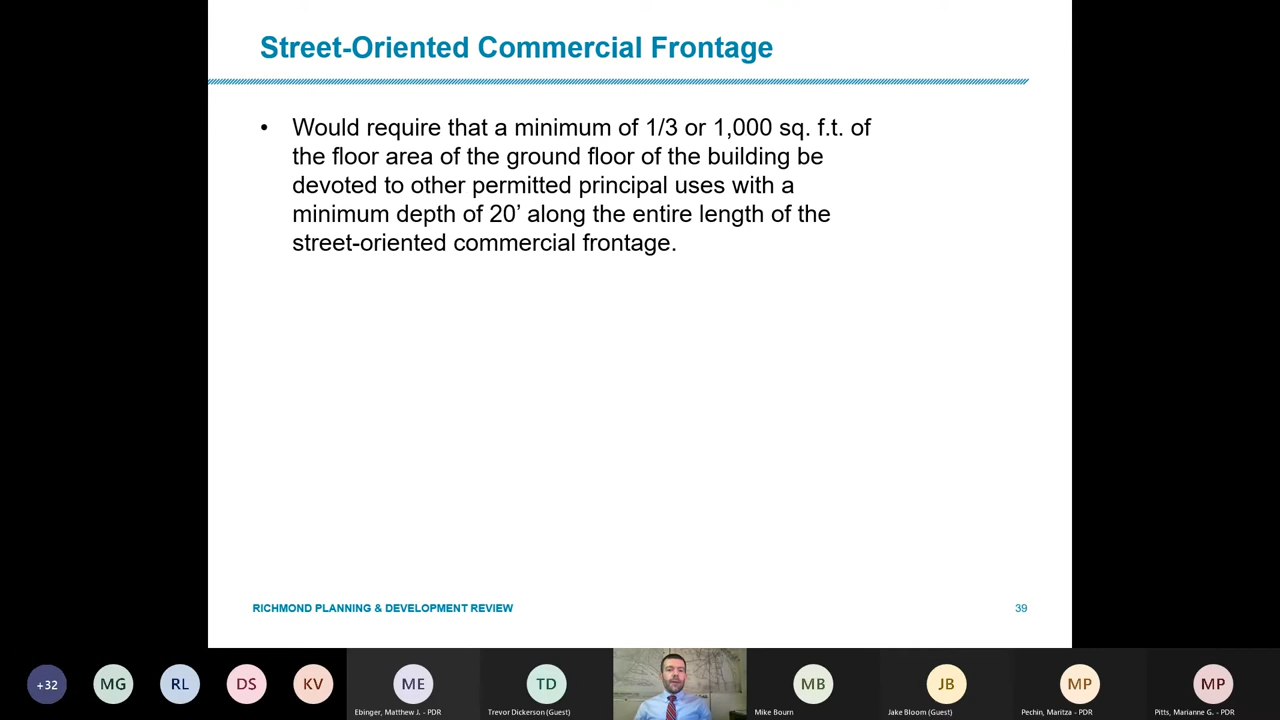 Street-Oriented Commercial Frontage
• Would require that a minimum of 1/3 or 1,000 sq. f.t. of
the floor area of the ground floor of the building be
devoted to other permitted principal uses with a
minimum depth of 20’ along the entire length of the
street-oriented commercial frontage.
RICHMOND PLANNING & DEVELOPMENT REVIEW
39
+32
MG
RL
DS
KV
ME
TD
MB
JB
MP
MP
Ebinger, Matthew J. - PDR
Trevor Dickerson (Guest)
Mike Bourn
Jake Bloom (Guest)
Pechin, Maritza - PDR
Pitts, Marianne G. - PDR